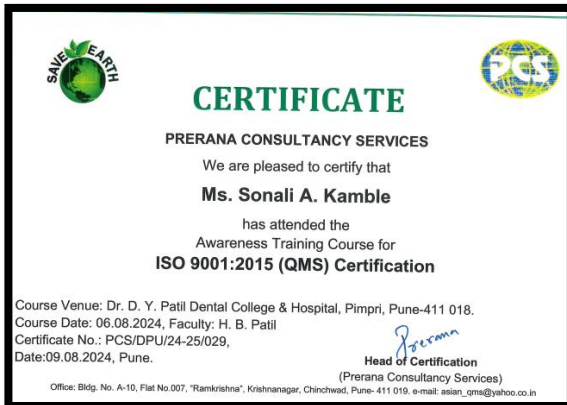 SAVE EARTH
PCS
CERTIFICATE
PRERANA CONSULTANCY SERVICES
We are pleased to certify that
Ms. Sonali A. Kamble
has attended the
Awareness Training Course for
ISO 9001:2015 (QMS) Certification
Course Venue: Dr. D. Y. Patil Dental College & Hospital, Pimpri, Pune-411 018.
Course Date: 06.08.2024, Faculty: H. B. Patil
Certificate No.: PCS/DPU/24-25/029,
Date:09.08.2024, Pune.
Prerana
Head of Certification
(Prerana Consultancy Services)
Office: Bldg. No. A-10, Flat No.007, "Ramkrishna", Krishnanagar, Chinchwad, Pune- 411 019. e-mail: asian_qms@yahoo.co.in